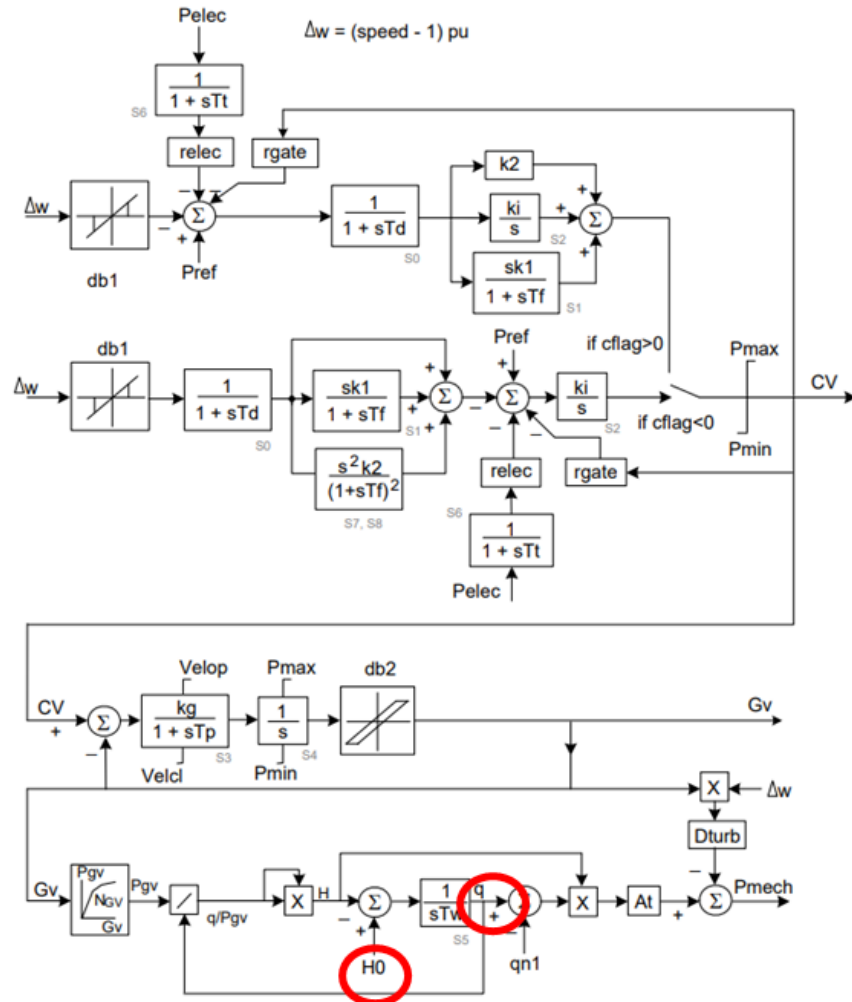 Pelec
Δw = (speed - 1) pu
1
1 + sTt
S6
relec
rgate
k2
Δw
−
−
−
+
Σ
1
1 + sTd
S0
ki
s
S2
+
+
+
Σ
db1
Pref
sk1
1 + sTf
S1
if cflag>0
Pmax
CV
if cflag<0
Pmin
db1
Δw
1
1 + sTd
S0
sk1
1 + sTf
S1
+
+
+
Σ
−
Pref
+
Σ
−
−
ki
s
S2
s²k2
(1+sTf)²
S7, S8
relec
rgate
S6
1
1 + sTt
Pelec
Velop
Pmax
db2
CV
+
Σ
−
kg
1 + sTp
S3
1
s
S4
Gv
Velcl
Pmin
X
Δw
Dturb
−
Gv
Pgv
NGV
Gv
Pgv
/
q/Pgv
X
H
−
+
Σ
1
sTw
S5
q
+
−
X
At
+
Σ
Pmech
H0
qn1